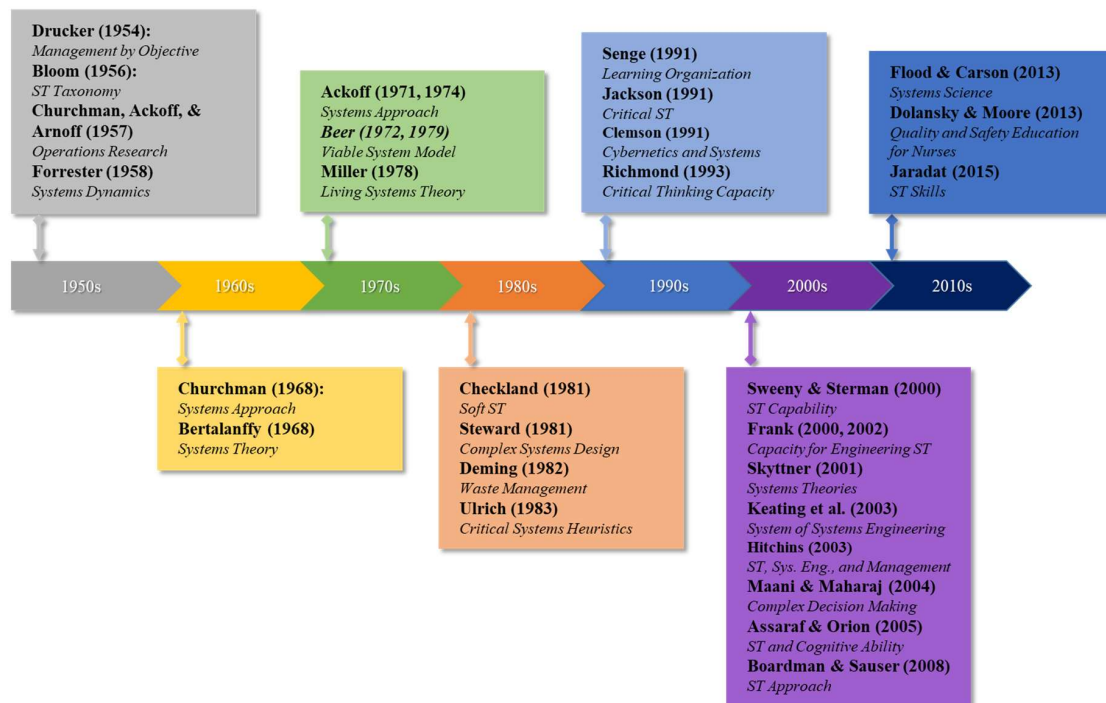 Drucker (1954):
Management by Objective
Bloom (1956):
ST Taxonomy
Churchman, Ackoff, &
Arnoff (1957)
Operations Research
Forrester (1958)
Systems Dynamics
Ackoff (1971, 1974)
Systems Approach
Beer (1972, 1979)
Viable System Model
Miller (1978)
Living Systems Theory
Senge (1991)
Learning Organization
Jackson (1991)
Critical ST
Clemson (1991)
Cybernetics and Systems
Richmond (1993)
Critical Thinking Capacity
Flood & Carson (2013)
Systems Science
Dolansky & Moore (2013)
Quality and Safety Education
for Nurses
Jaradat (2015)
ST Skills
1950s
1960s
1970s
1980s
1990s
2000s
2010s
Churchman (1968):
Systems Approach
Bertalanffy (1968)
Systems Theory
Checkland (1981)
Soft ST
Steward (1981)
Complex Systems Design
Deming (1982)
Waste Management
Ulrich (1983)
Critical Systems Heuristics
Sweeny & Sterman (2000)
ST Capability
Frank (2000, 2002)
Capacity for Engineering ST
Skyttner (2001)
Systems Theories
Keating et al. (2003)
System of Systems Engineering
Hitchins (2003)
ST, Sys. Eng., and Management
Maani & Maharaj (2004)
Complex Decision Making
Assaraf & Orion (2005)
ST and Cognitive Ability
Boardman & Sauser (2008)
ST Approach